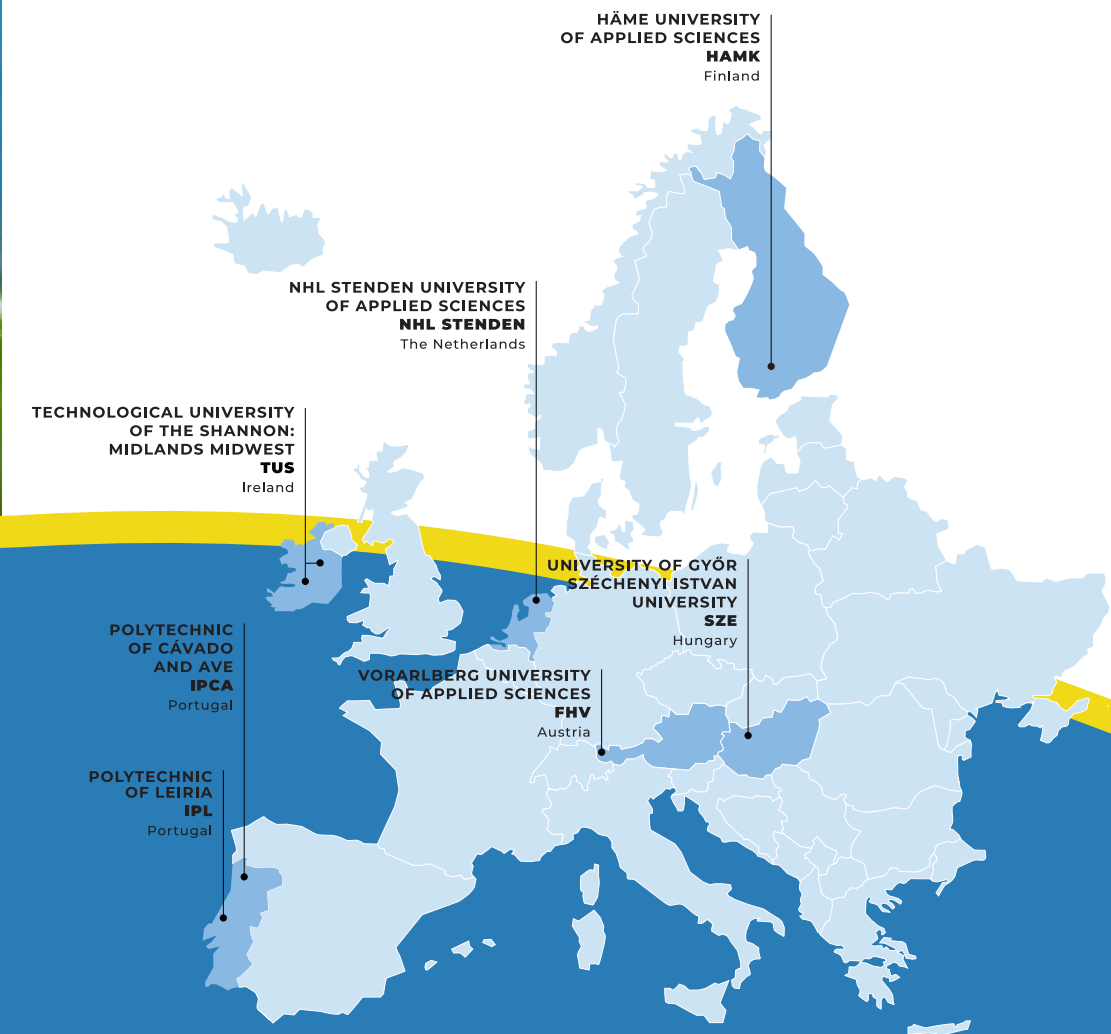 HÄME UNIVERSITY
OF APPLIED SCIENCES
HAMK
Finland
NHL STENDEN UNIVERSITY
OF APPLIED SCIENCES
NHL STENDEN
The Netherlands
TECHNOLOGICAL UNIVERSITY
OF THE SHANNON:
MIDLANDS MIDWEST
TUS
Ireland
UNIVERSITY OF GYŐR
SZÉCHENYI ISTVAN
UNIVERSITY
SZE
Hungary
POLYTECHNIC
OF CÁVADO
AND AVE
IPCA
Portugal
VORARLBERG UNIVERSITY
OF APPLIED SCIENCES
FHV
Austria
POLYTECHNIC
OF LEIRIA
IPL
Portugal